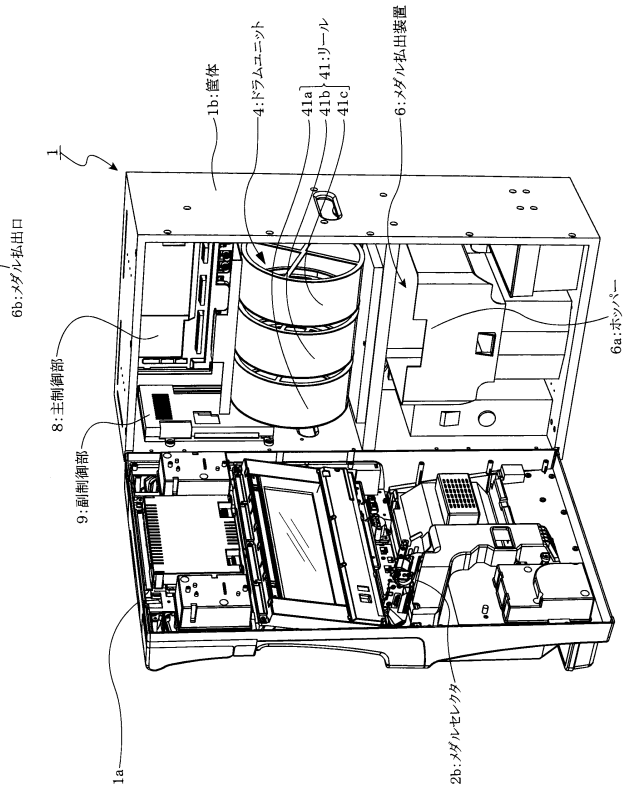 1
1b:筐体
4:ドラムユニット
41a
41b
41c
41:リール
6:メダル払出装置
6b:メダル払出口
8:主制御部
9:副制御部
6a:ホッパー
1a
2b:メダルセレクタ